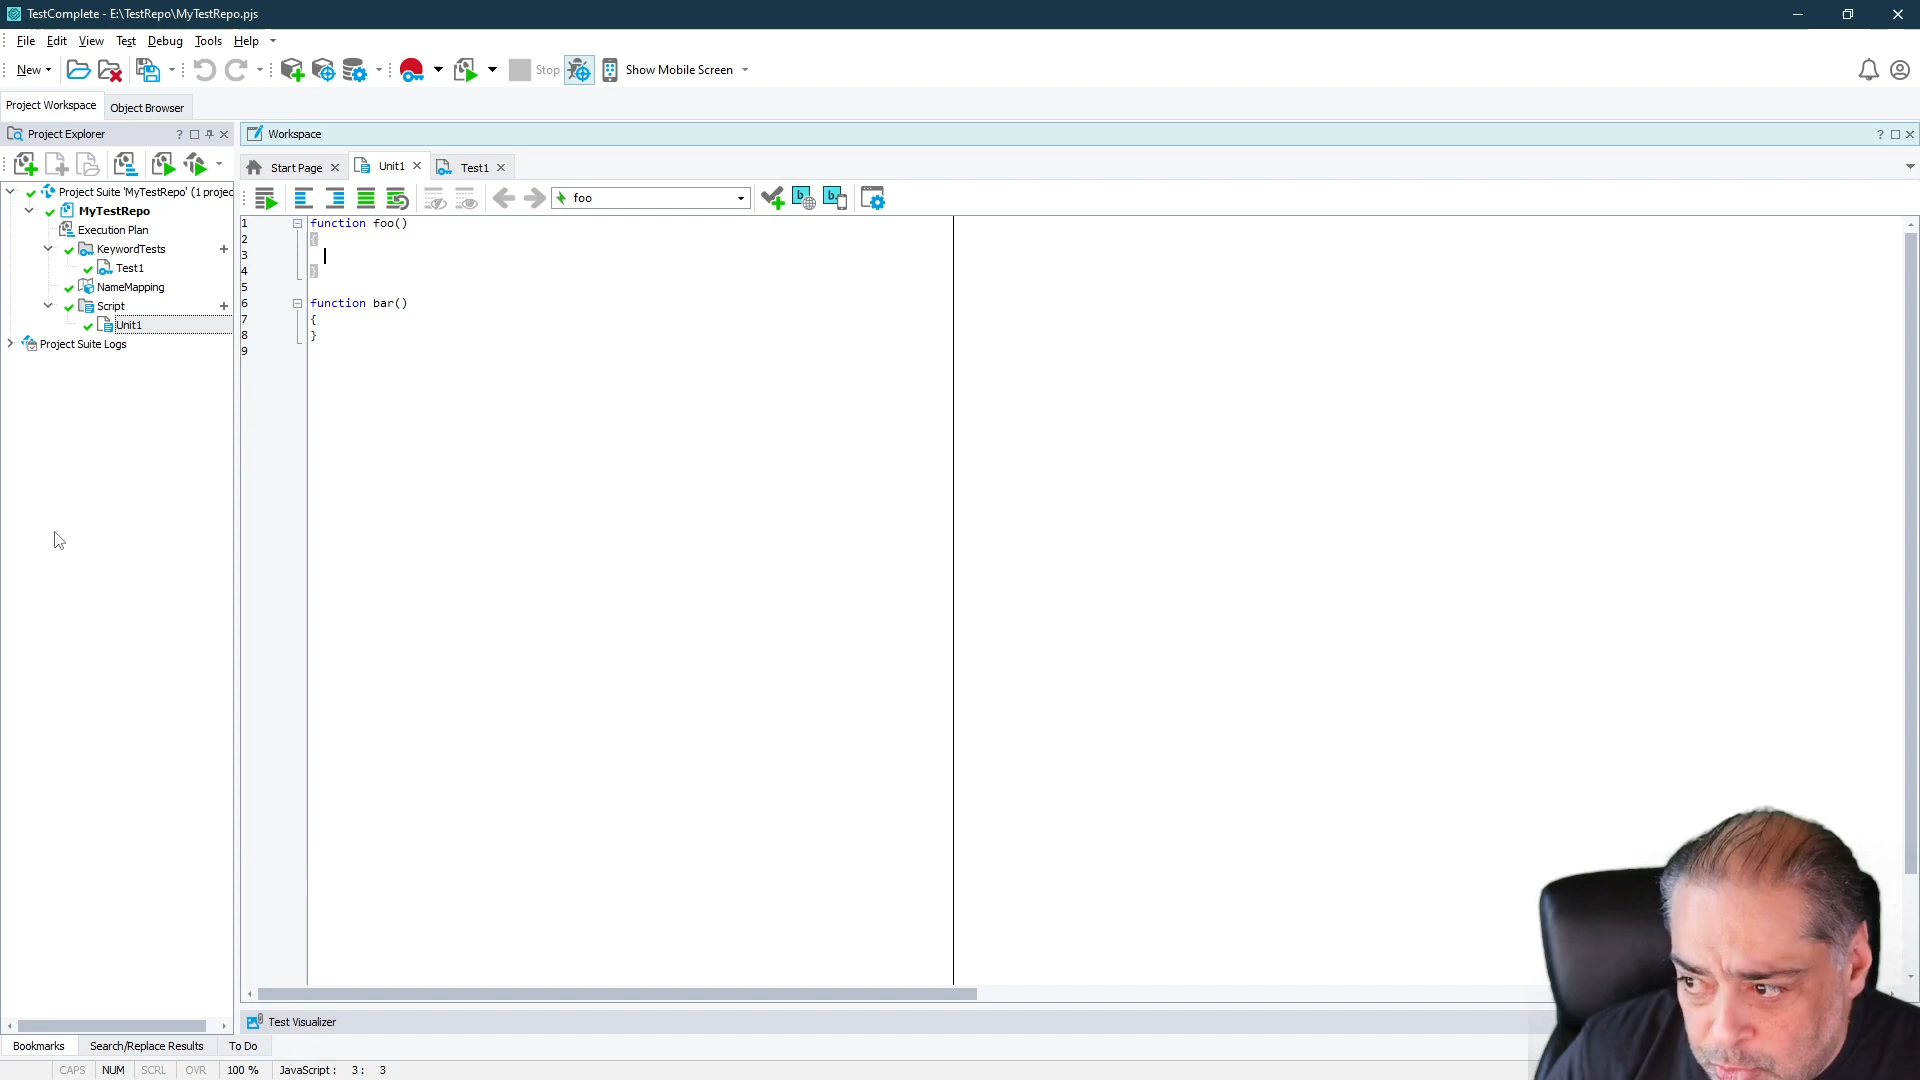 TestComplete - E:\TestRepo\MyTestRepo.pjs
File Edit View Test Debug Tools Help
New Stop Show Mobile Screen
Project Workspace Object Browser
Project Explorer ?
Workspace ?
Start Page Unit1 Test1
foo
Project Suite 'MyTestRepo' (1 projec
MyTestRepo
Execution Plan
KeywordTests +
Test1
NameMapping
Script +
Unit1
Project Suite Logs
1 function foo()
2 {
3
4 }
5
6 function bar()
7 {
8 }
9
Test Visualizer
Bookmarks Search/Replace Results To Do
CAPS NUM SCRL OVR 100 % JavaScript : 3 : 3